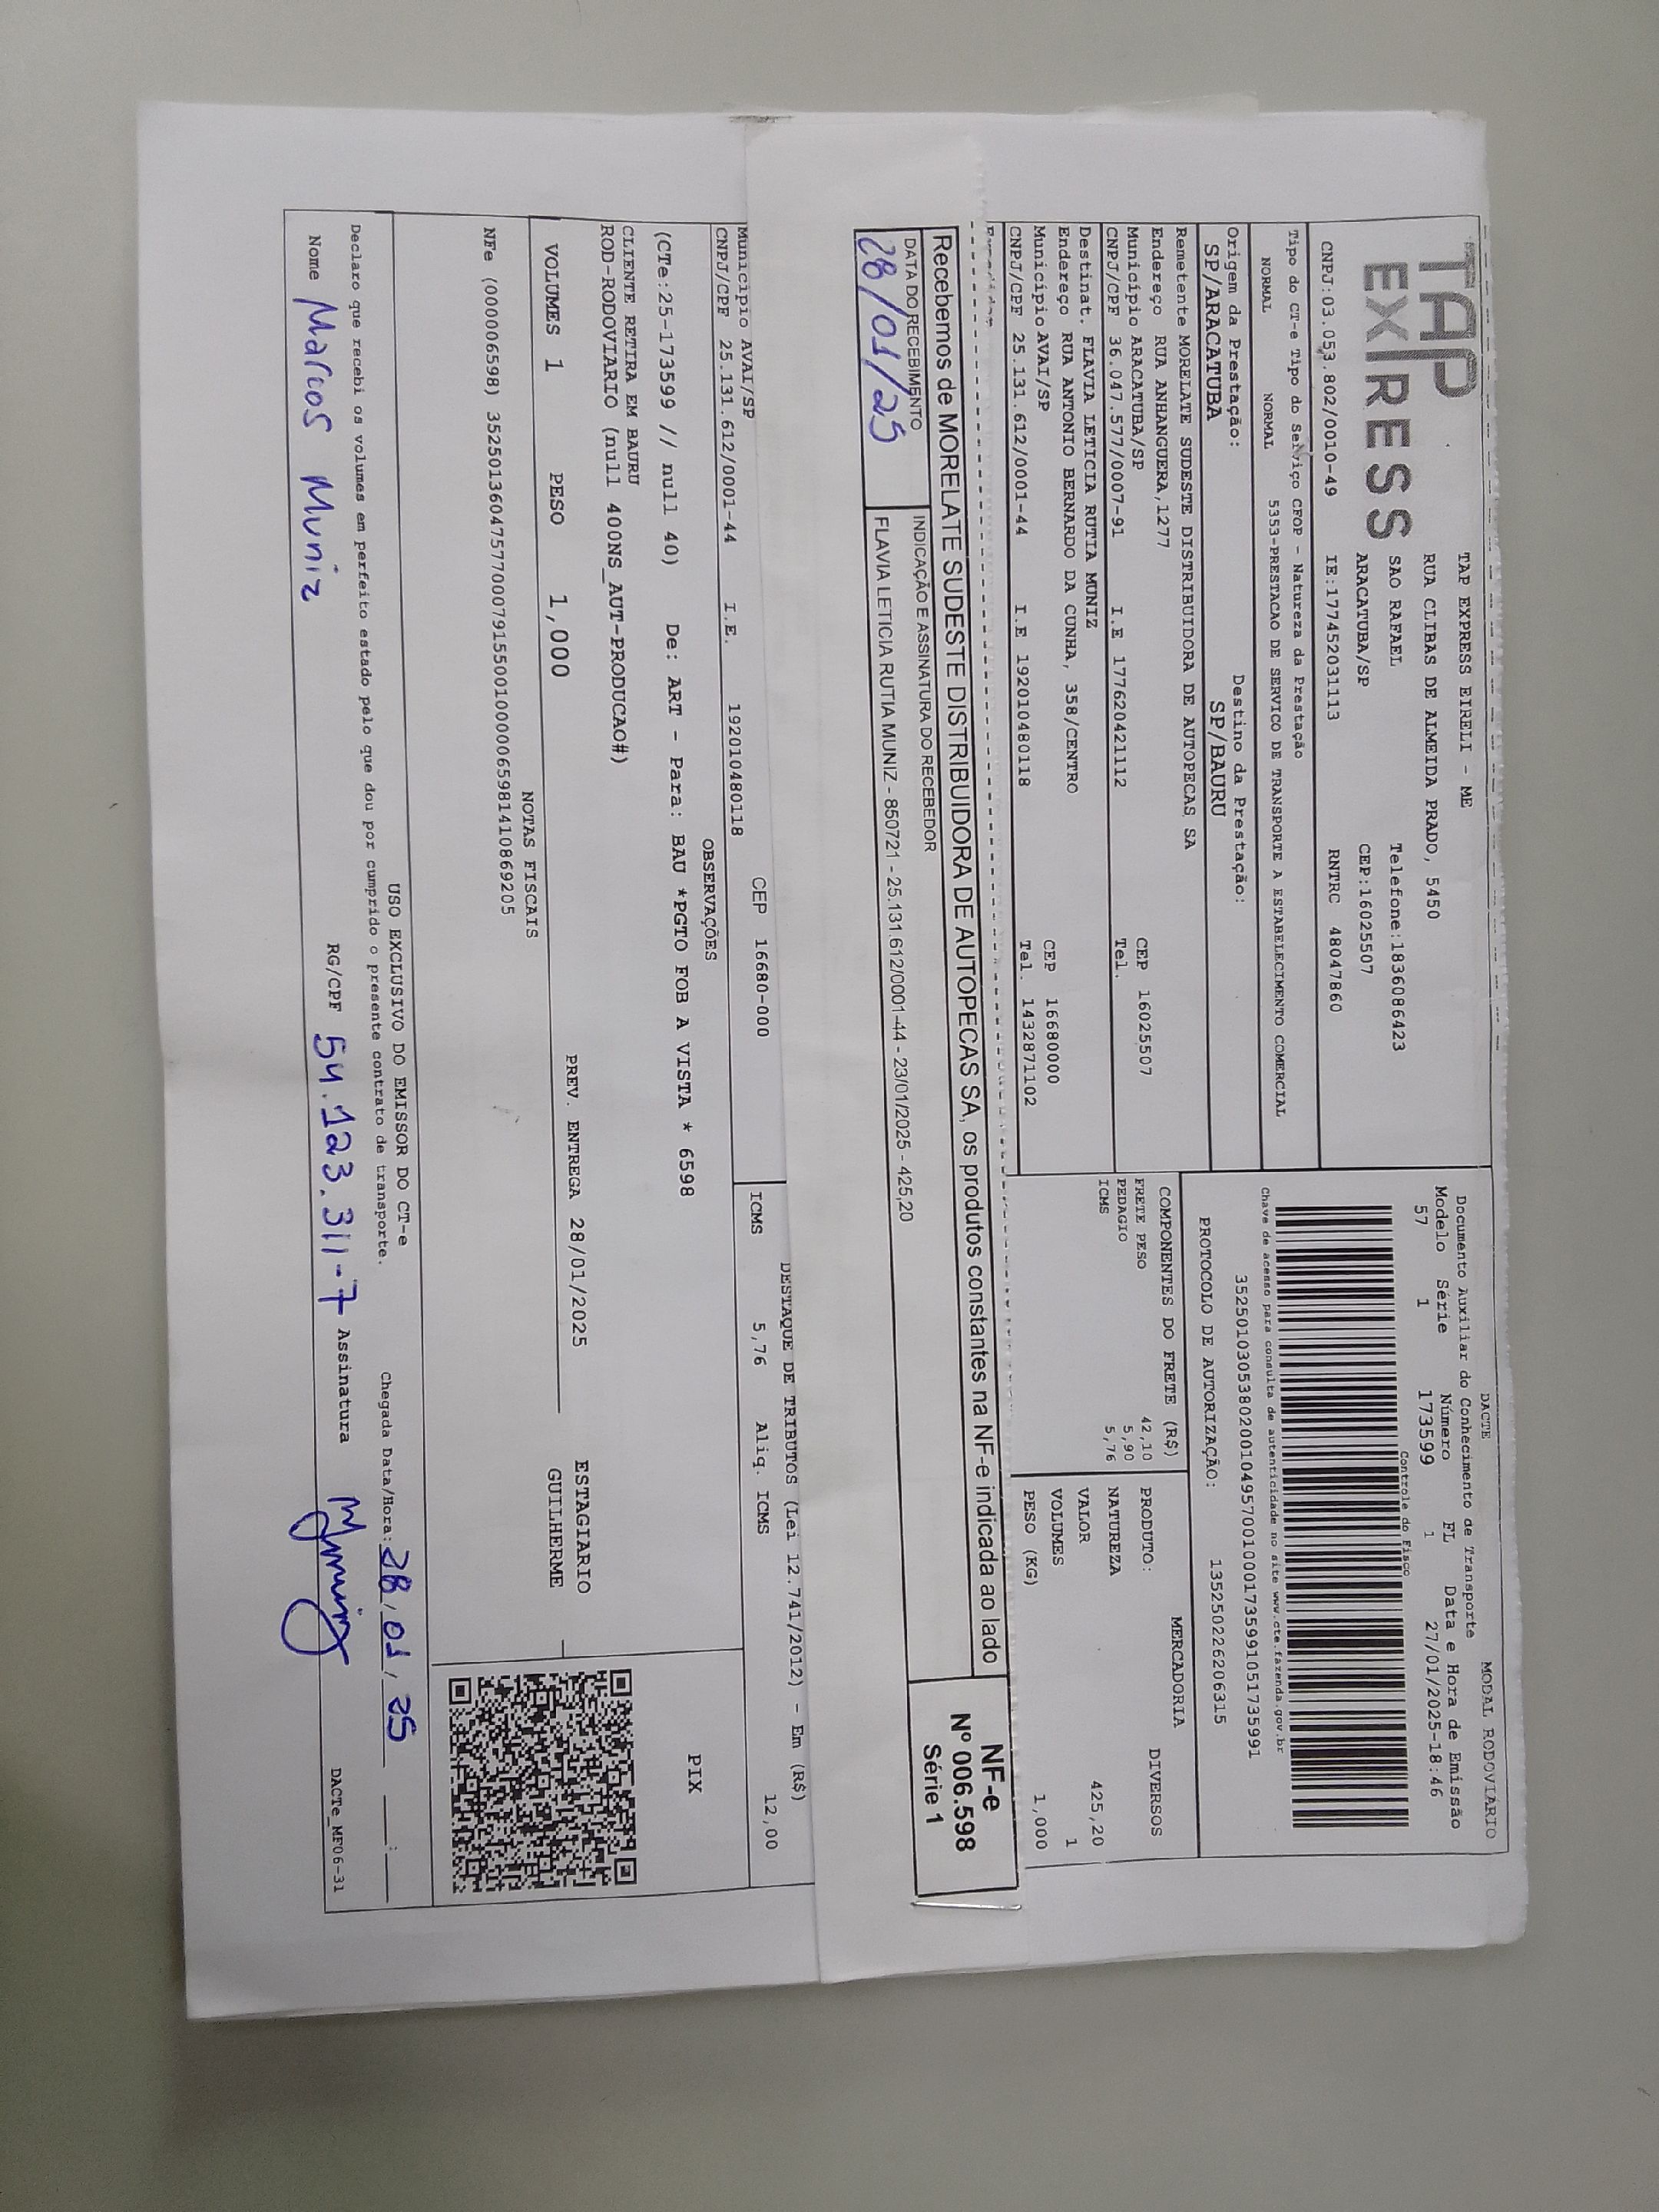 TAP
EXPRESS
TAP EXPRESS EIRELI - ME
RUA CLIBAS DE ALMEIDA PRADO, 5450
SAO RAFAEL Telefone:1836086423
ARACATUBA/SP CEP:16025507
CNPJ:03.053.802/0010-49 IE:177452031113 RNTRC 48047860
DACTE MODAL RODOVIÁRIO
Documento Auxiliar do Conhecimento de Transporte
Modelo Série Número FL Data e Hora de Emissão
57 1 173599 1 27/01/2025-18:46
Controle do Fisco
Chave de acesso para consulta de autenticidade no site www.cte.fazenda.gov.br
35250103053802001049570010001735991051735991
PROTOCOLO DE AUTORIZAÇÃO: 135250226206315
Tipo do CT-e Tipo do Serviço CFOP - Natureza da Prestação
NORMAL NORMAL 5353-PRESTACAO DE SERVICO DE TRANSPORTE A ESTABELECIMENTO COMERCIAL
Origem da Prestação: Destino da Prestação:
SP/ARACATUBA SP/BAURU
Remetente MORELATE SUDESTE DISTRIBUIDORA DE AUTOPECAS SA
Endereço RUA ANHANGUERA,1277
Município ARACATUBA/SP CEP 16025507
CNPJ/CPF 36.047.577/0007-91 I.E 177620421112 Tel.
Destinat. FLAVIA LETICIA RUTIA MUNIZ
Endereço RUA ANTONIO BERNARDO DA CUNHA, 358/CENTRO
Município AVAI/SP CEP 16680000
CNPJ/CPF 25.131.612/0001-44 I.E 192010480118 Tel. 1432871102
COMPONENTES DO FRETE (R$)
FRETE PESO 42,10
PEDAGIO 5,90
ICMS 5,76
MERCADORIA
PRODUTO: DIVERSOS
NATUREZA
VALOR 425,20
VOLUMES 1
PESO (KG) 1,000
Recebemos de MORELATE SUDESTE DISTRIBUIDORA DE AUTOPECAS SA, os produtos constantes na NF-e indicada ao lado
DATA DO RECEBIMENTO INDICAÇÃO E ASSINATURA DO RECEBEDOR
28/01/25 FLAVIA LETICIA RUTIA MUNIZ - 850721 - 25.131.612/0001-44 - 23/01/2025 - 425,20
NF-e
Nº 006.598
Série 1
Município AVAI/SP CEP 16680-000
CNPJ/CPF 25.131.612/0001-44 I.E. 192010480118
DESTAQUE DE TRIBUTOS (Lei 12.741/2012) - Em (R$)
ICMS 5,76 Aliq. ICMS 12,00
OBSERVAÇÕES
(CTe:25-173599 // null 40) De: ART - Para: BAU *PGTO FOB A VISTA * 6598
CLIENTE RETIRA EM BAURU
ROD-RODOVIARIO (null 400NS_AUT-PRODUCAO#)
PIX
VOLUMES 1 PESO 1,000 PREV. ENTREGA 28/01/2025
ESTAGIARIO
GUILHERME
NOTAS FISCAIS
NFe (000006598) 35250136047577000791550010000065981410869205
USO EXCLUSIVO DO EMISSOR DO CT-e
Declaro que recebi os volumes em perfeito estado pelo que dou por cumprido o presente contrato de transporte.
Chegada Data/Hora: 28/01/25 __:__
Nome Marcos Muniz RG/CPF 54.123.311-7 Assinatura
DACTe_MF06-31